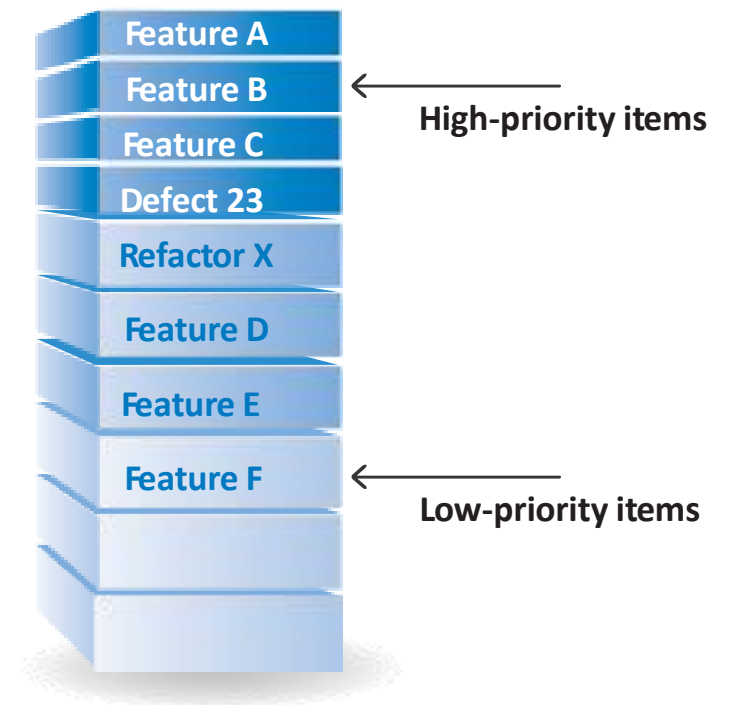 Feature A
Feature B
High-priority items
Feature C
Defect 23
Refactor X
Feature D
Feature E
Feature F
Low-priority items